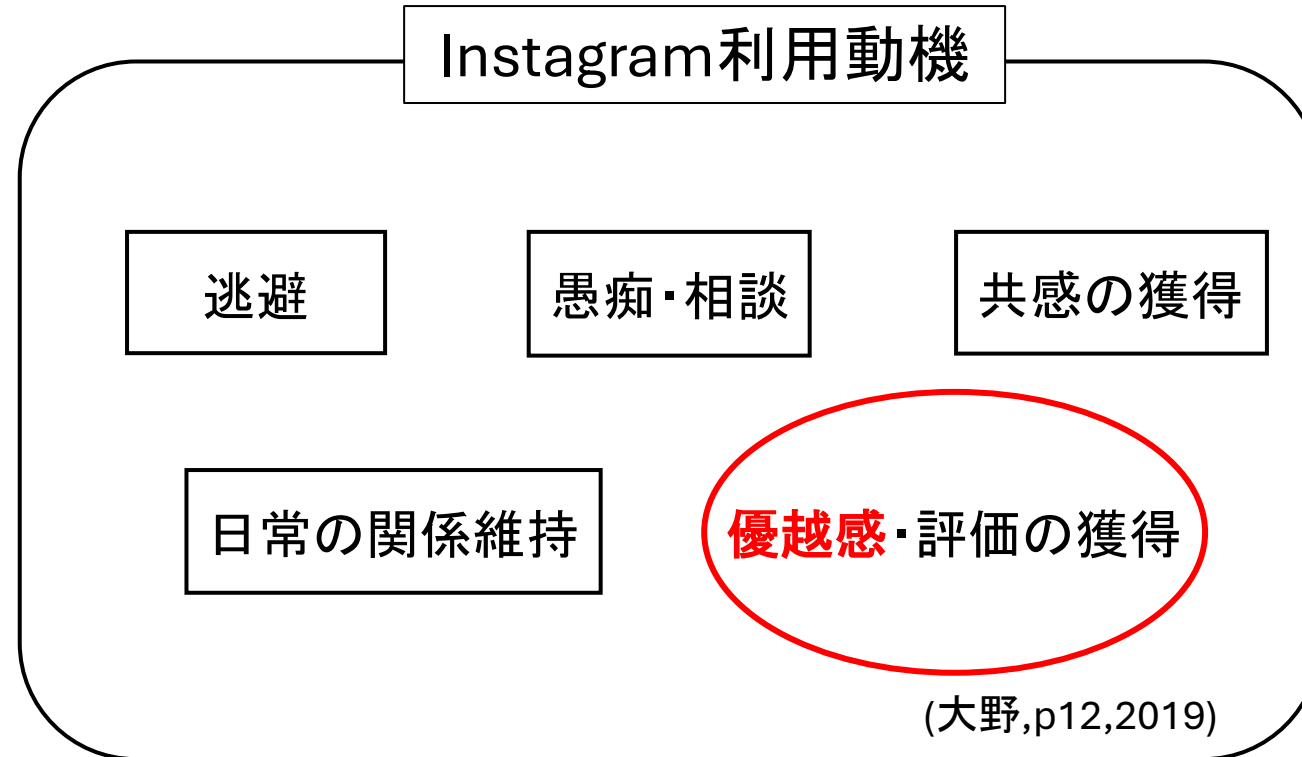 Instagram利用動機
逃避
愚痴・相談
共感の獲得
日常の関係維持
優越感・評価の獲得
(大野,p12,2019)